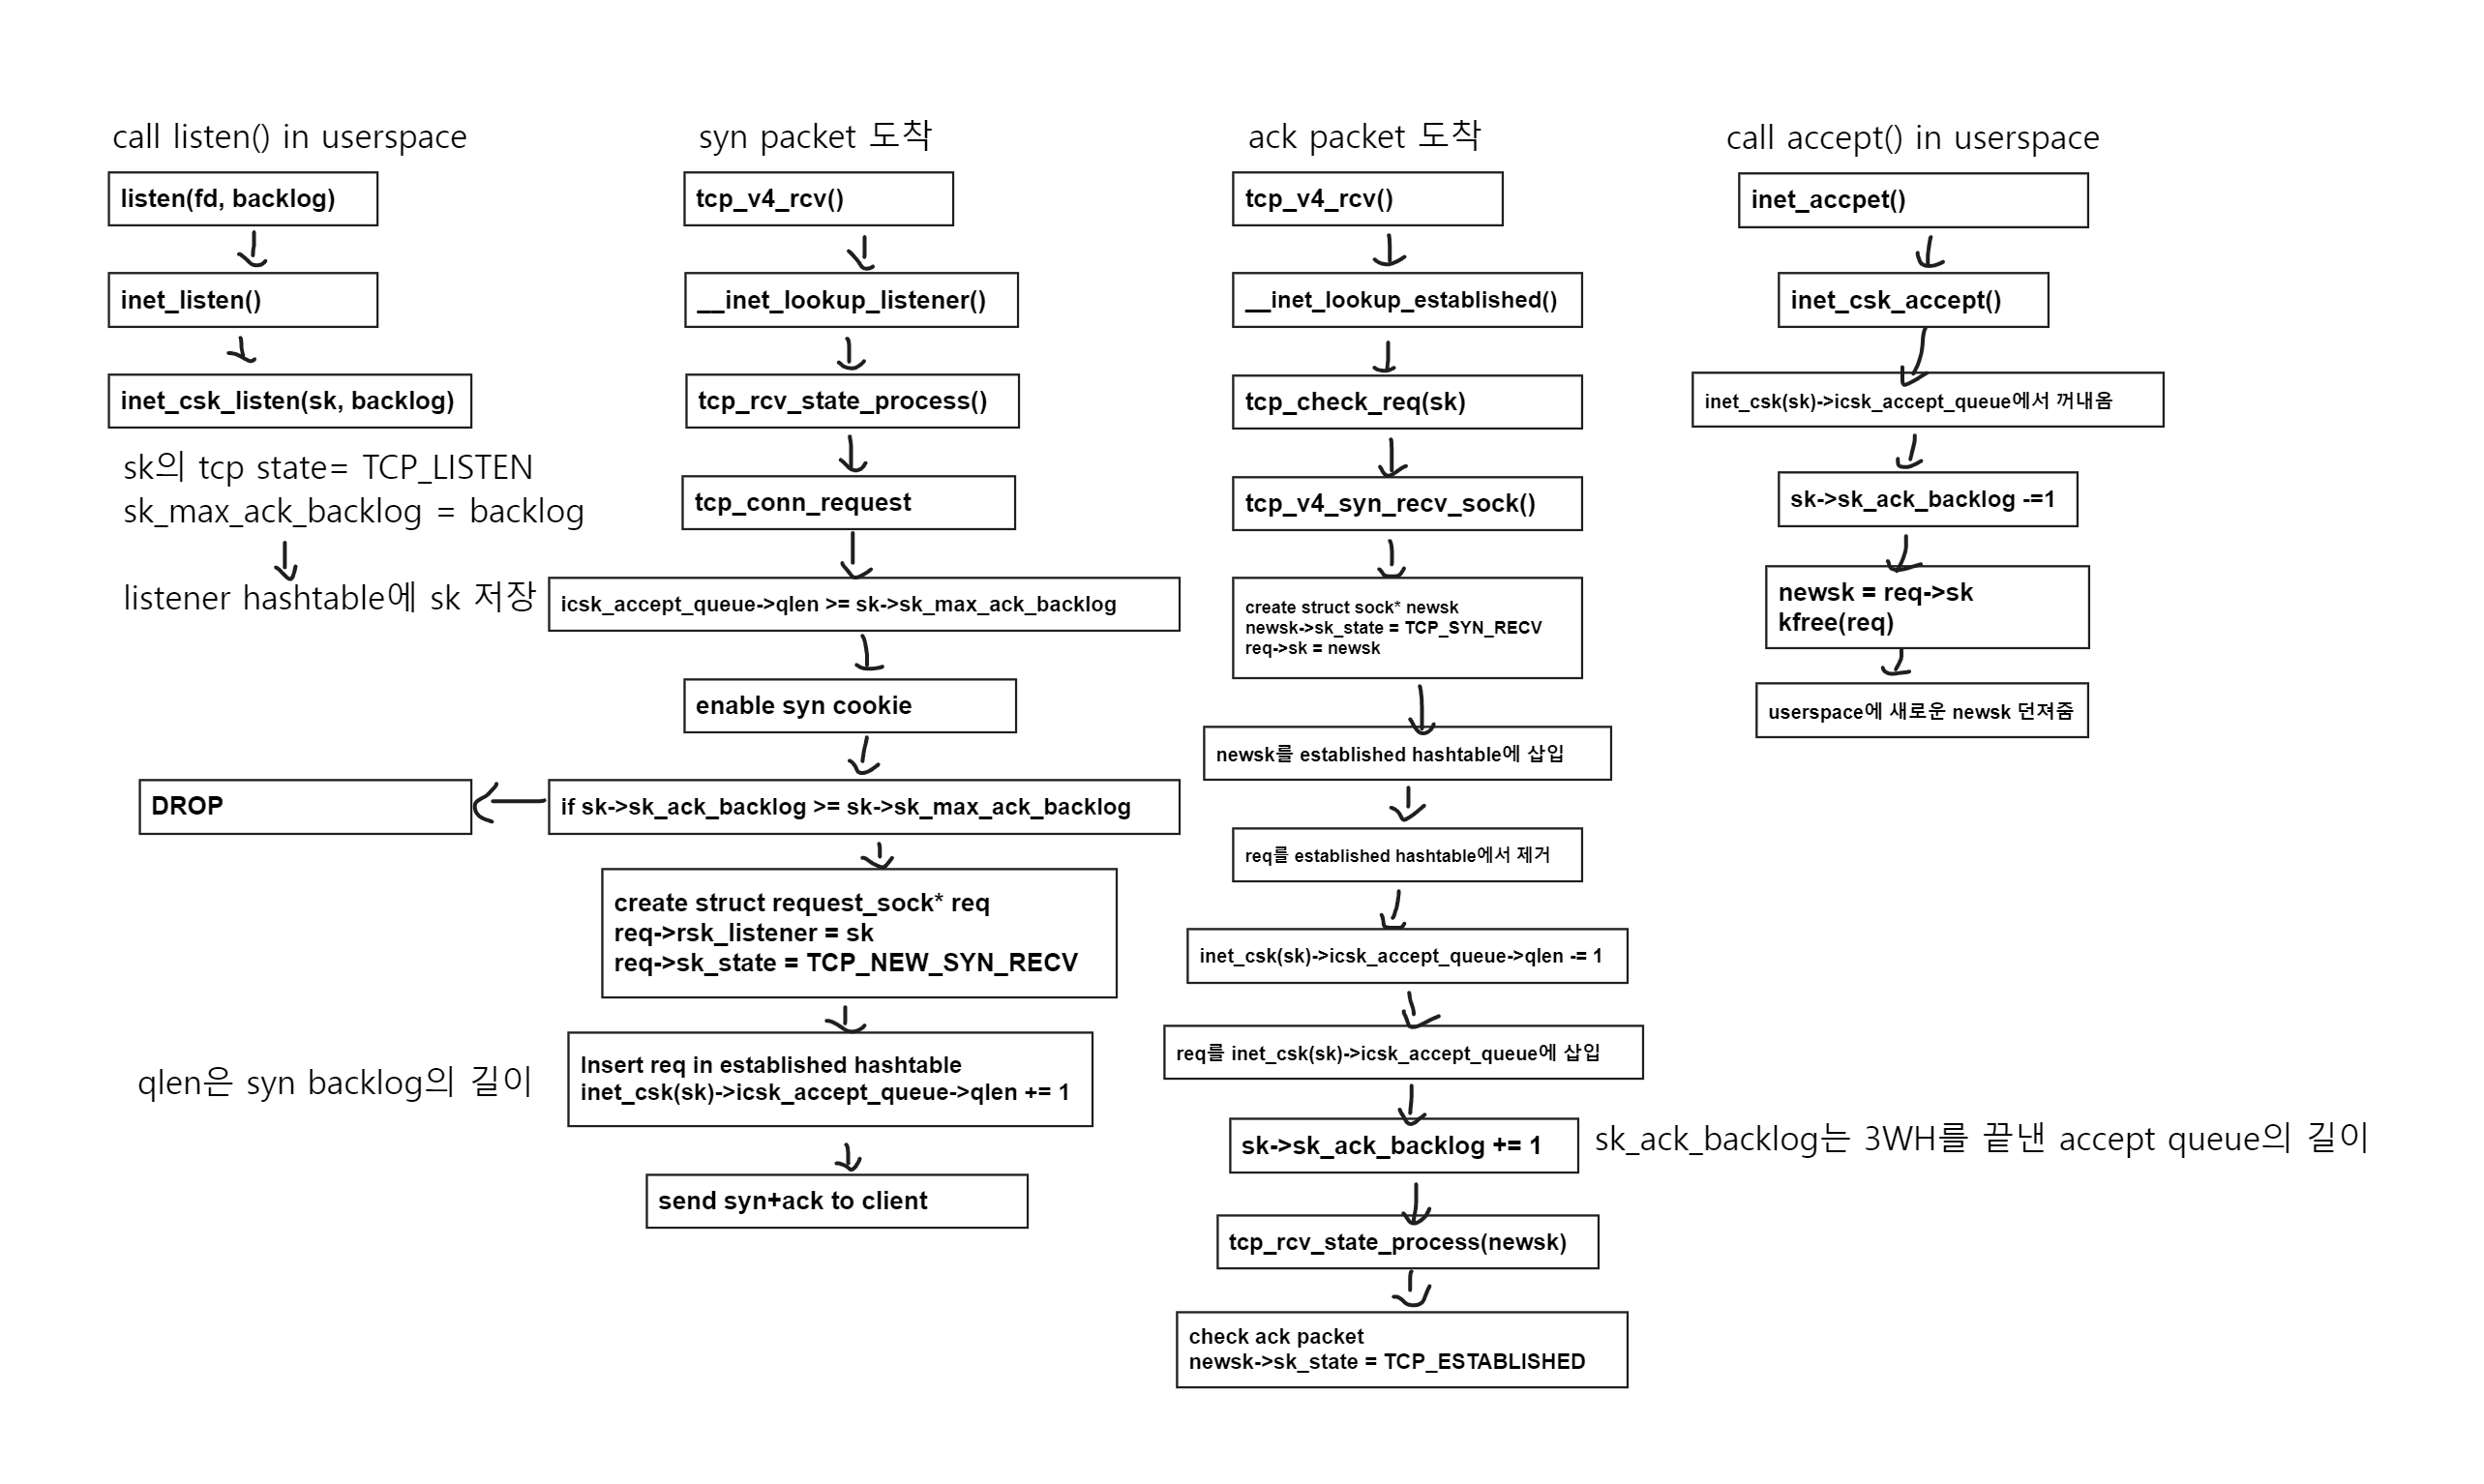 call listen() in userspace
listen(fd, backlog)
inet_listen()
inet_csk_listen(sk, backlog)
sk의 tcp state= TCP_LISTEN
sk_max_ack_backlog = backlog
listener hashtable에 sk 저장
syn packet 도착
tcp_v4_rcv()
__inet_lookup_listener()
tcp_rcv_state_process()
tcp_conn_request
icsk_accept_queue->qlen >= sk->sk_max_ack_backlog
enable syn cookie
if sk->sk_ack_backlog >= sk->sk_max_ack_backlog
DROP
create struct request_sock* req
req->rsk_listener = sk
req->sk_state = TCP_NEW_SYN_RECV
Insert req in established hashtable
inet_csk(sk)->icsk_accept_queue->qlen += 1
qlen은 syn backlog의 길이
send syn+ack to client
ack packet 도착
tcp_v4_rcv()
__inet_lookup_established()
tcp_check_req(sk)
tcp_v4_syn_recv_sock()
create struct sock* newsk
newsk->sk_state = TCP_SYN_RECV
req->sk = newsk
newsk를 established hashtable에 삽입
req를 established hashtable에서 제거
inet_csk(sk)->icsk_accept_queue->qlen -= 1
req를 inet_csk(sk)->icsk_accept_queue에 삽입
sk->sk_ack_backlog += 1
sk_ack_backlog는 3WH를 끝낸 accept queue의 길이
tcp_rcv_state_process(newsk)
check ack packet
newsk->sk_state = TCP_ESTABLISHED
call accept() in userspace
inet_accpet()
inet_csk_accept()
inet_csk(sk)->icsk_accept_queue에서 꺼내옴
sk->sk_ack_backlog -=1
newsk = req->sk
kfree(req)
userspace에 새로운 newsk 던져줌